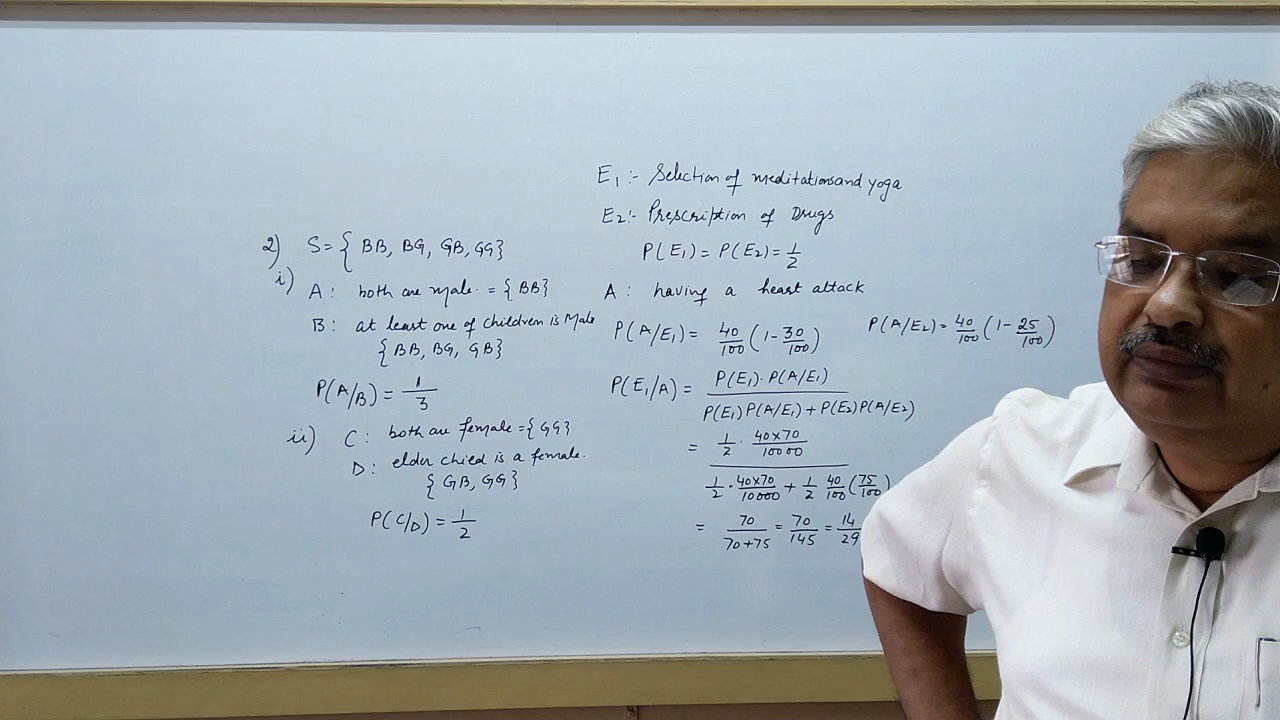 2) S = { BB, BG, GB, GG}
i) A : both are male. = { BB}
B : at least one of children is Male
{ BB, BG, GB}
P(A/B) = 1/3
ii) C : both are female = { GG}
D : elder chied is a female.
{ GB, GG}
P(C/D) = 1/2
E1 :- Selection of meditations and yoga
E2 :- Prescription of Drugs
P(E1) = P(E2) = 1/2
A : having a heart attack
P(A/E1) = 40/100 (1 - 30/100) P(A/E2) = 40/100 (1 - 25/100)
P(E1/A) = P(E1). P(A/E1) / P(E1) P(A/E1) + P(E2) P(A/E2)
= 1/2 . 40×70/10000 / 1/2 . 40×70/10000 + 1/2 40/100 (75/100)
= 70/70+75 = 70/145 = 14/29